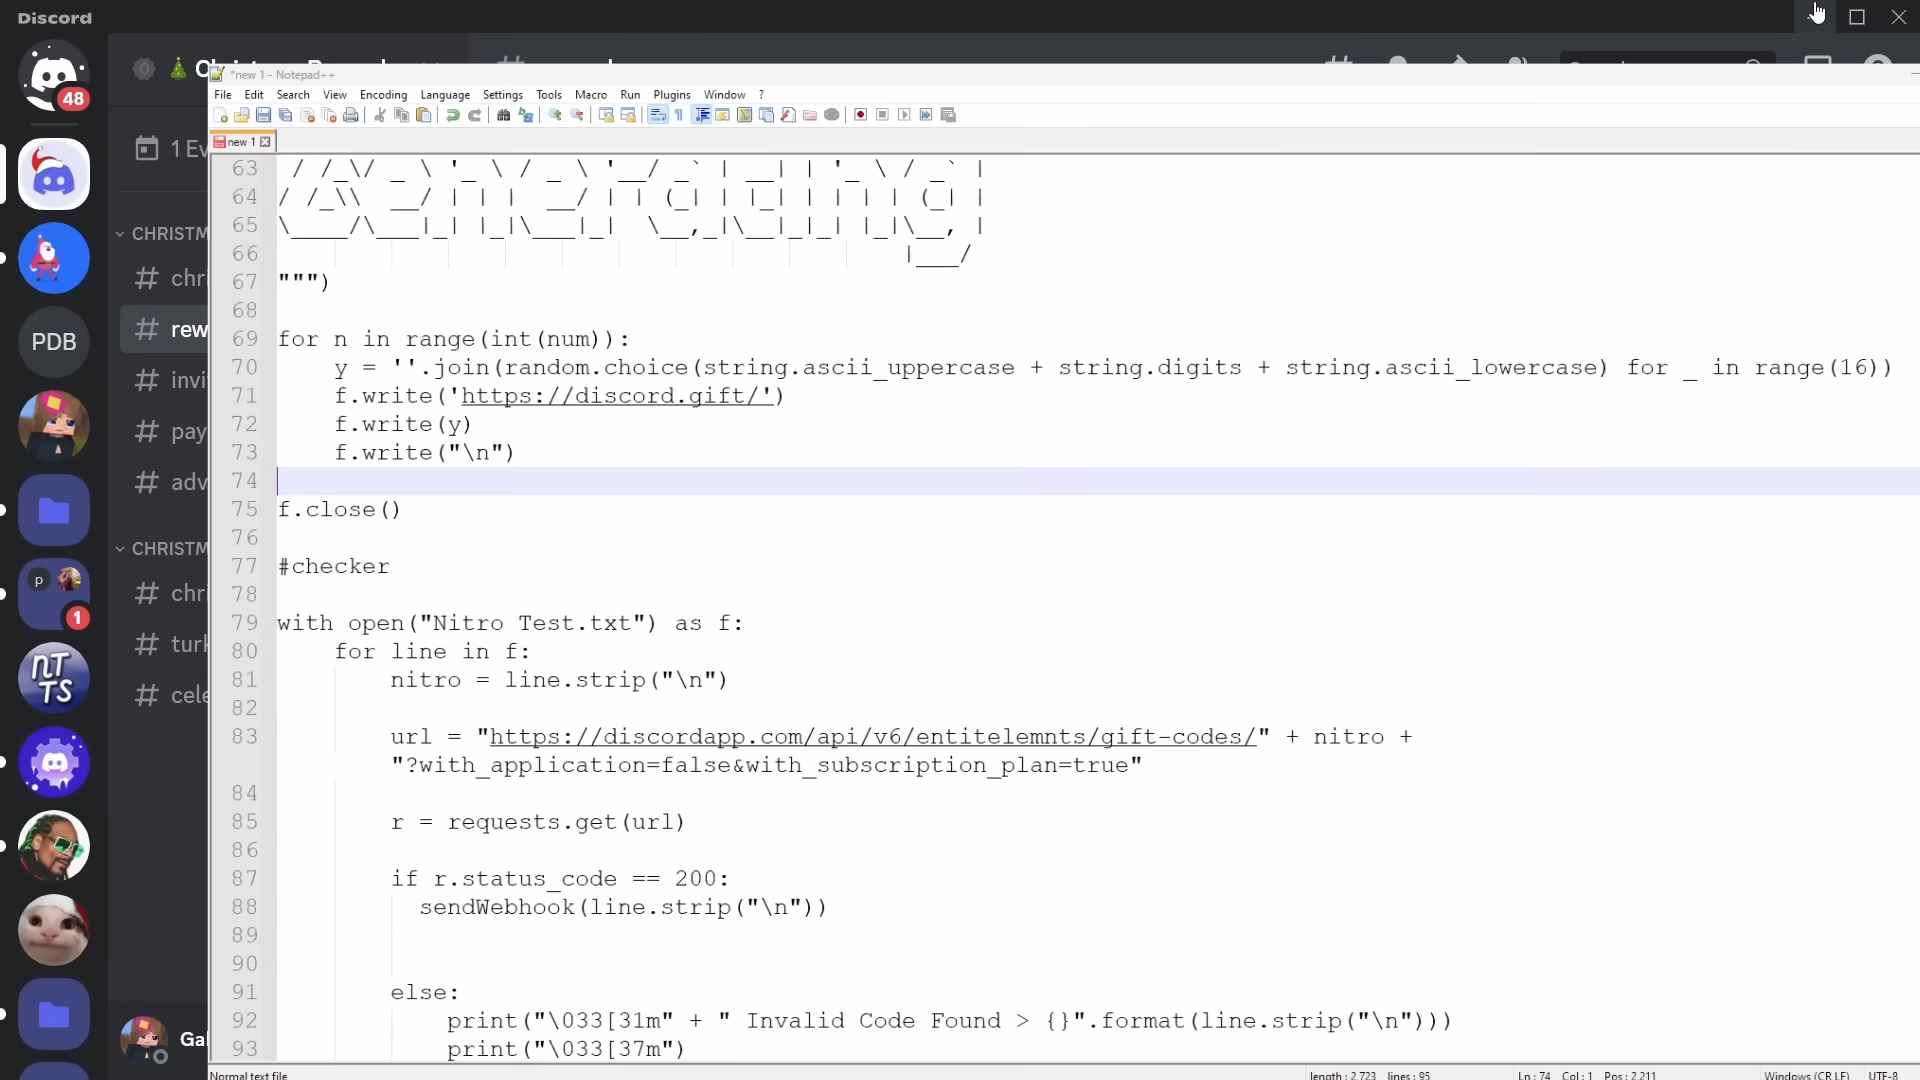 Discord
48
*new 1 - Notepad++
File Edit Search View Encoding Language Settings Tools Macro Run Plugins Window ?
new 1
63
64
65
66
67 """)
68
69 for n in range(int(num)):
70 y = ''.join(random.choice(string.ascii_uppercase + string.digits + string.ascii_lowercase) for _ in range(16))
71 f.write('https://discord.gift/')
72 f.write(y)
73 f.write("\n")
74
75 f.close()
76
77 #checker
78
79 with open("Nitro Test.txt") as f:
80 for line in f:
81 nitro = line.strip("\n")
82
83 url = "https://discordapp.com/api/v6/entitelemnts/gift-codes/" + nitro +
"?with_application=false&with_subscription_plan=true"
84
85 r = requests.get(url)
86
87 if r.status_code == 200:
88 sendWebhook(line.strip("\n"))
89
90
91 else:
92 print("\033[31m" + " Invalid Code Found > {}".format(line.strip("\n")))
93 print("\033[37m")
1 Ev
CHRISTM
# chri
# rew
# invi
# pay
# adv
CHRISTM
# chri
# turk
# cele
PDB
p
1
nT
TS
Gal
Normal text file length : 2,723 lines : 95 Ln : 74 Col : 1 Pos : 2,211 Windows (CR LF) UTF-8